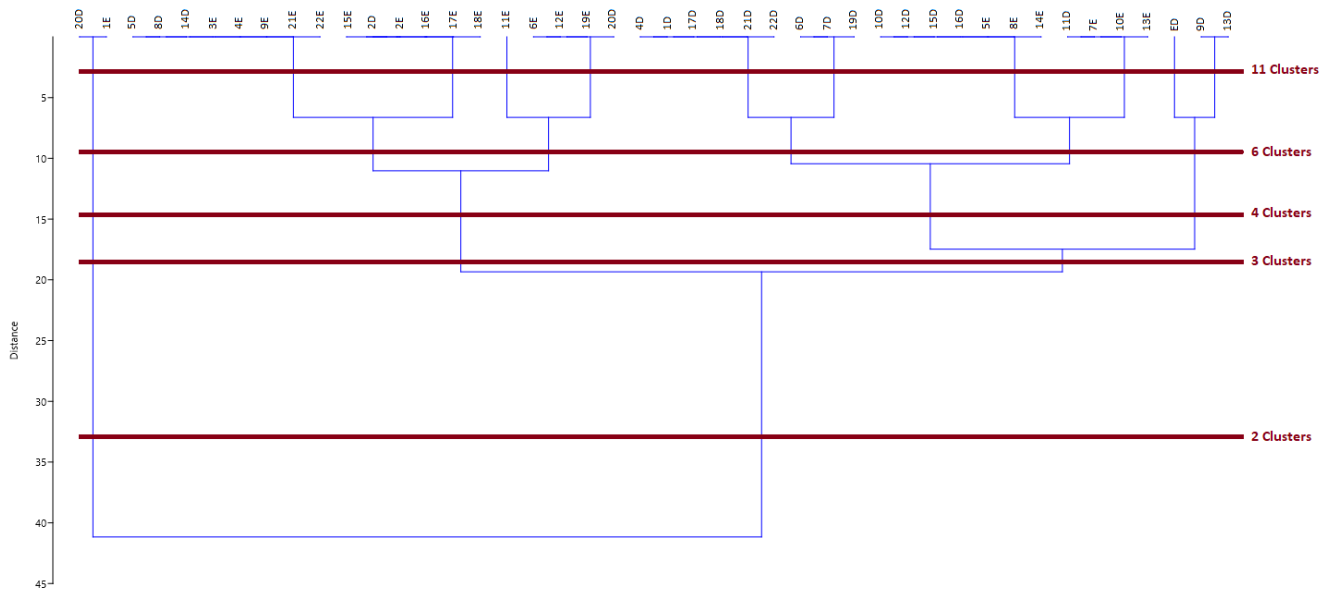 20D 1E 5D 8D 14D 3E 4E 9E 21E 22E 15E 2D 2E 16E 17E 18E 11E 6E 12E 19E 20D 4D 1D 17D 18D 21D 22D 6D 7D 19D 10D 12D 15D 16D 5E 8E 14E 11D 7E 10E 13E ED 9D 13D
11 Clusters
5
6 Clusters
10
4 Clusters
15
3 Clusters
20
25
Distance
30
2 Clusters
35
40
45